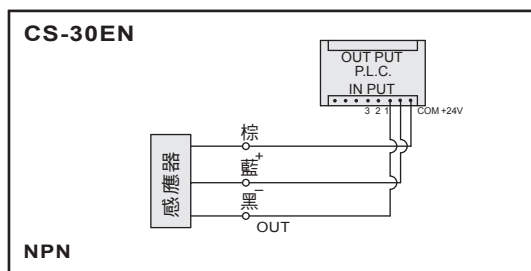 CS-30EN
OUT PUT
P.L.C.
IN PUT
3 2 1 COM +24V
棕
+
藍
−
黑
OUT
感應器
NPN